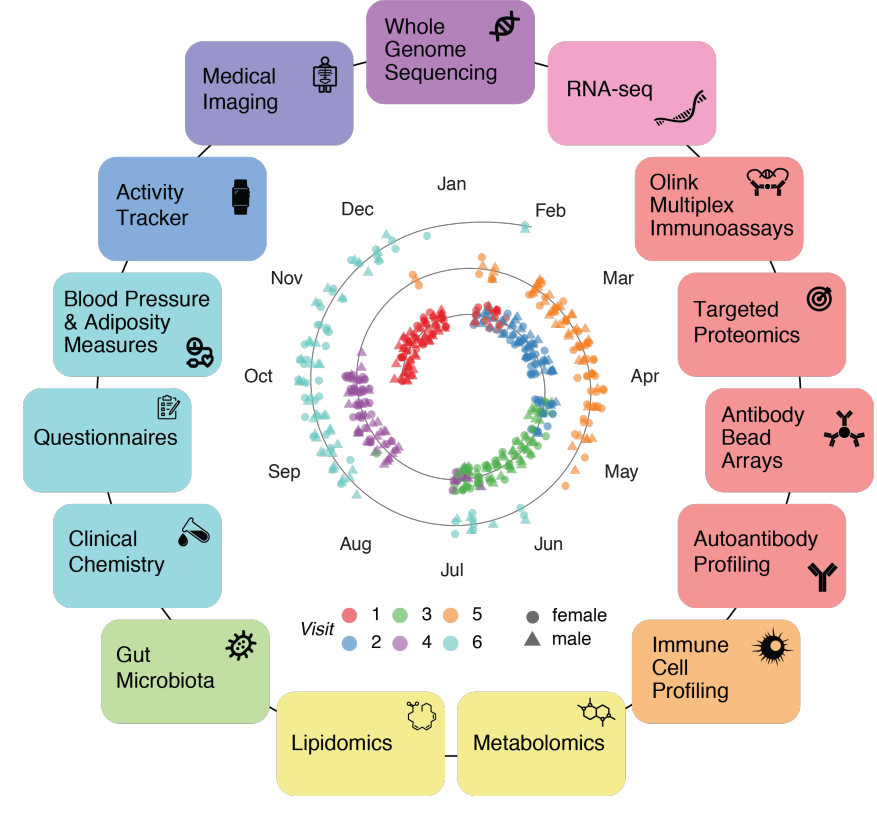 Whole
Genome
Sequencing
RNA-seq
Olink
Multiplex
Immunoassays
Targeted
Proteomics
Antibody
Bead
Arrays
Autoantibody
Profiling
Immune
Cell
Profiling
Metabolomics
Lipidomics
Gut
Microbiota
Clinical
Chemistry
Questionnaires
Blood Pressure
& Adiposity
Measures
Activity
Tracker
Medical
Imaging
Jan
Feb
Mar
Apr
May
Jun
Jul
Aug
Sep
Oct
Nov
Dec
Visit
1 3 5
2 4 6
female
male